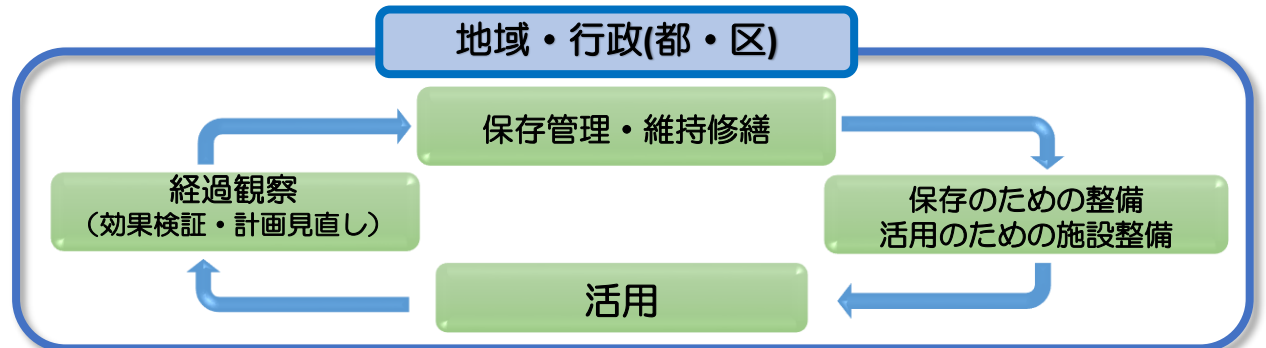 地域・行政(都・区)
保存管理・維持修繕
経過観察
（効果検証・計画見直し）
保存のための整備
活用のための施設整備
活用